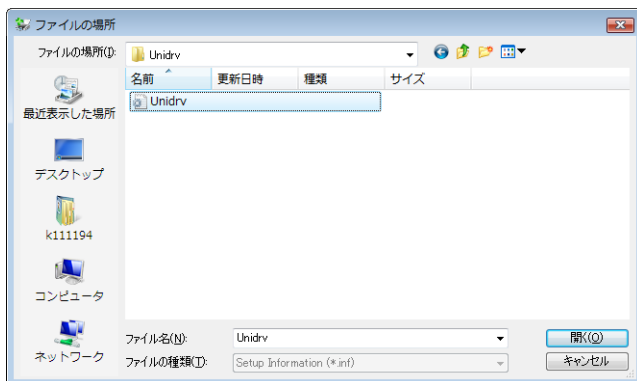 ファイルの場所
ファイルの場所(I): Unidrv
名前 更新日時 種類 サイズ
Unidrv
最近表示した場所
デスクトップ
k111194
コンピュータ
ネットワーク
ファイル名(N): Unidrv 開く(O)
ファイルの種類(T): Setup Information (*.inf) キャンセル